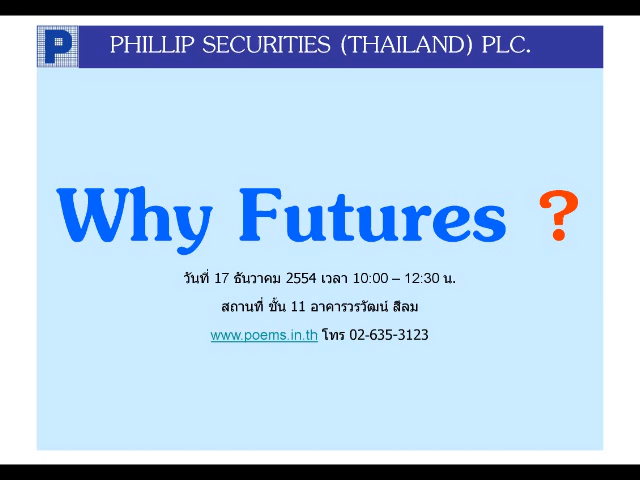 P PHILLIP SECURITIES (THAILAND) PLC.
Why Futures ?
วันที่ 17 ธันวาคม 2554 เวลา 10:00 – 12:30 น.
สถานที่ ชั้น 11 อาคารวรวัฒน์ สีลม
www.poems.in.th โทร 02-635-3123